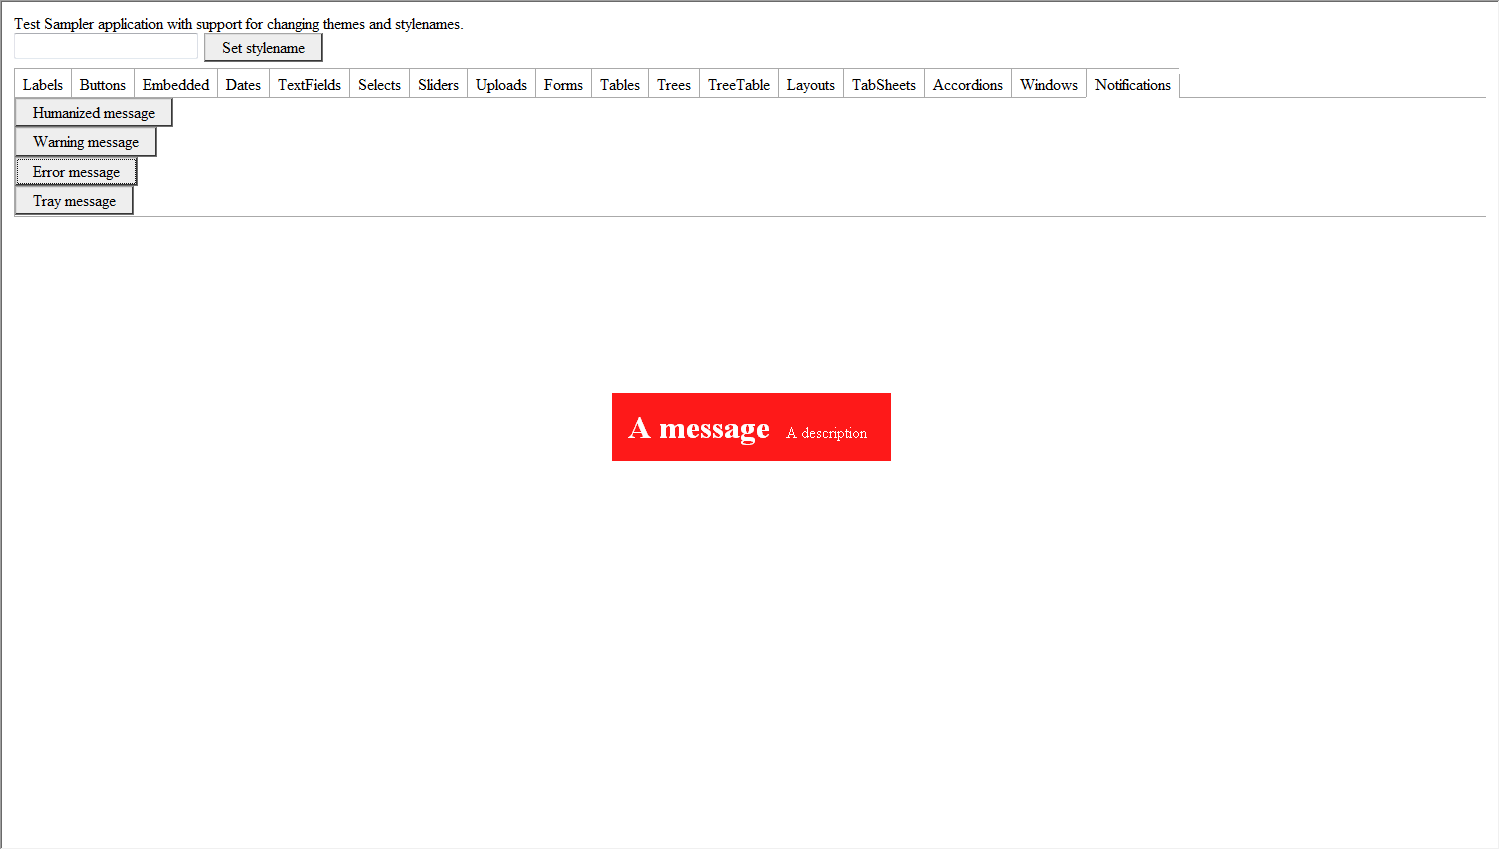 Test Sampler application with support for changing themes and stylenames.
Set stylename
Labels Buttons Embedded Dates TextFields Selects Sliders Uploads Forms Tables Trees TreeTable Layouts TabSheets Accordions Windows Notifications
Humanized message
Warning message
Error message
Tray message
A message A description